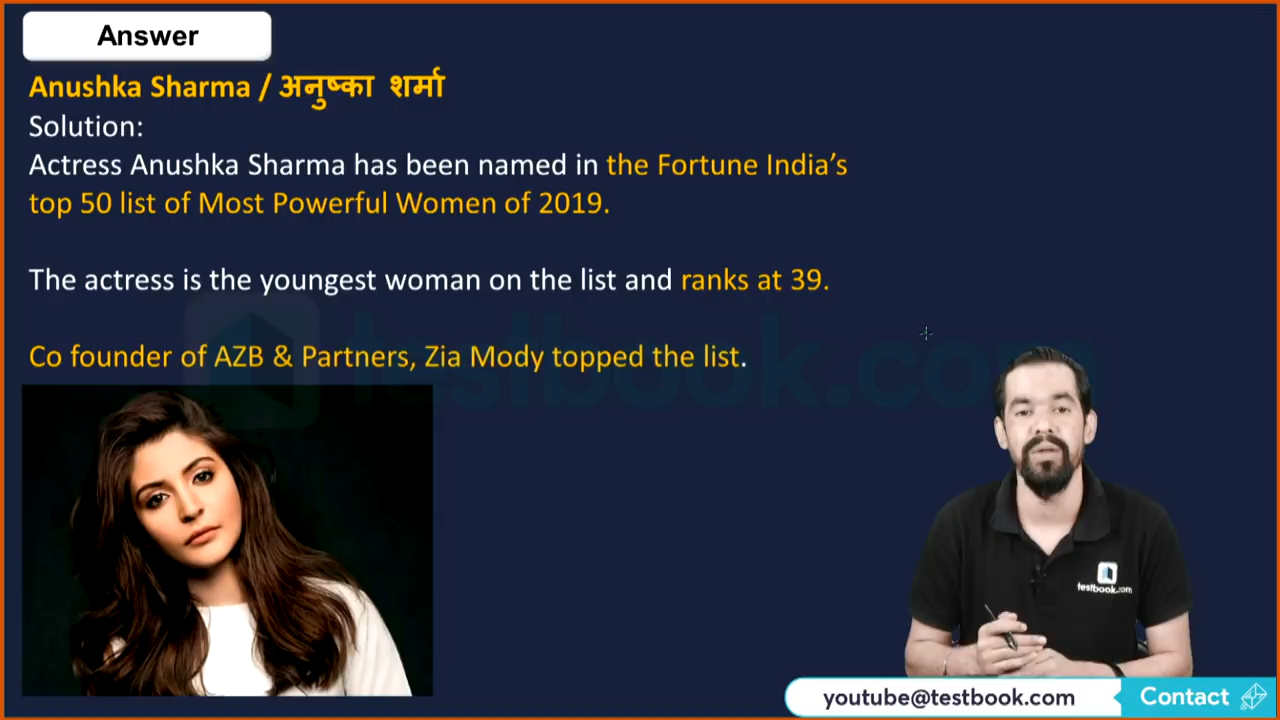 Answer
Anushka Sharma / अनुष्का शर्मा
Solution:
Actress Anushka Sharma has been named in the Fortune India’s
top 50 list of Most Powerful Women of 2019.
The actress is the youngest woman on the list and ranks at 39.
Co founder of AZB & Partners, Zia Mody topped the list.
testbook.com
testbook.com
youtube@testbook.com
Contact